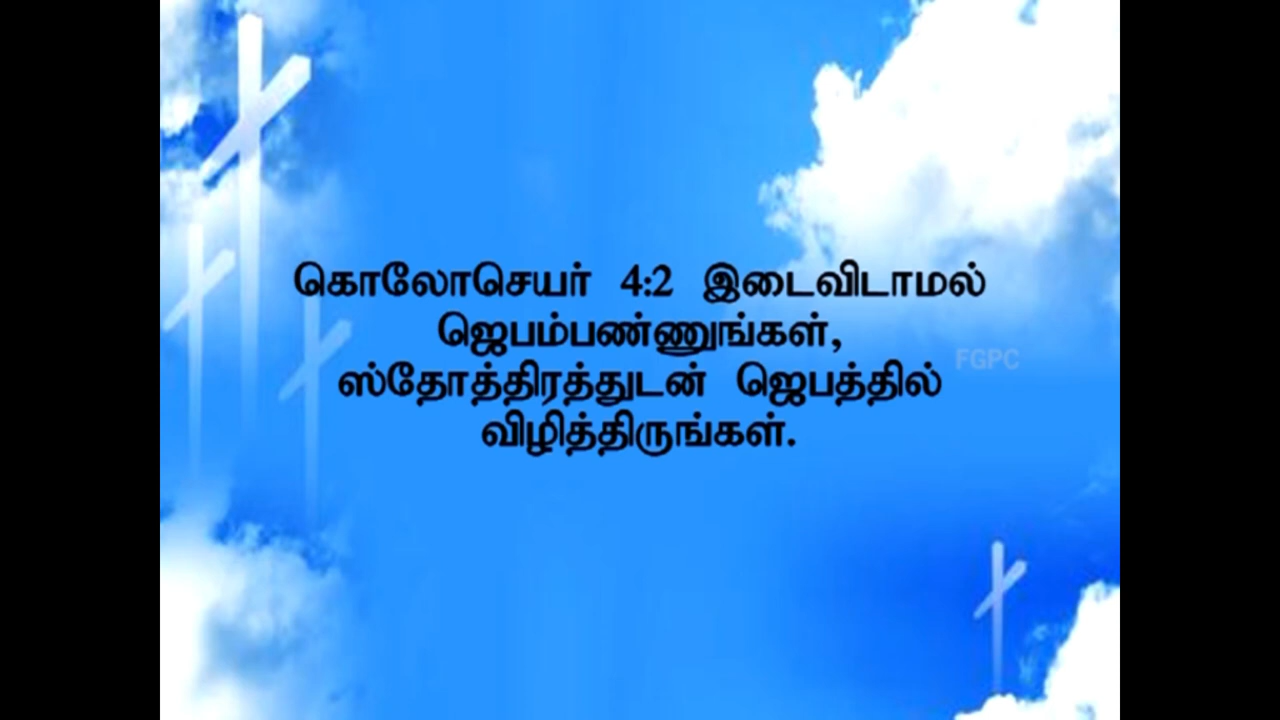 கொலோசெயர் 4:2 இடைவிடாமல்
ஜெபம்பண்ணுங்கள்,
ஸ்தோத்திரத்துடன் ஜெபத்தில்
விழித்திருங்கள்.
FGPC